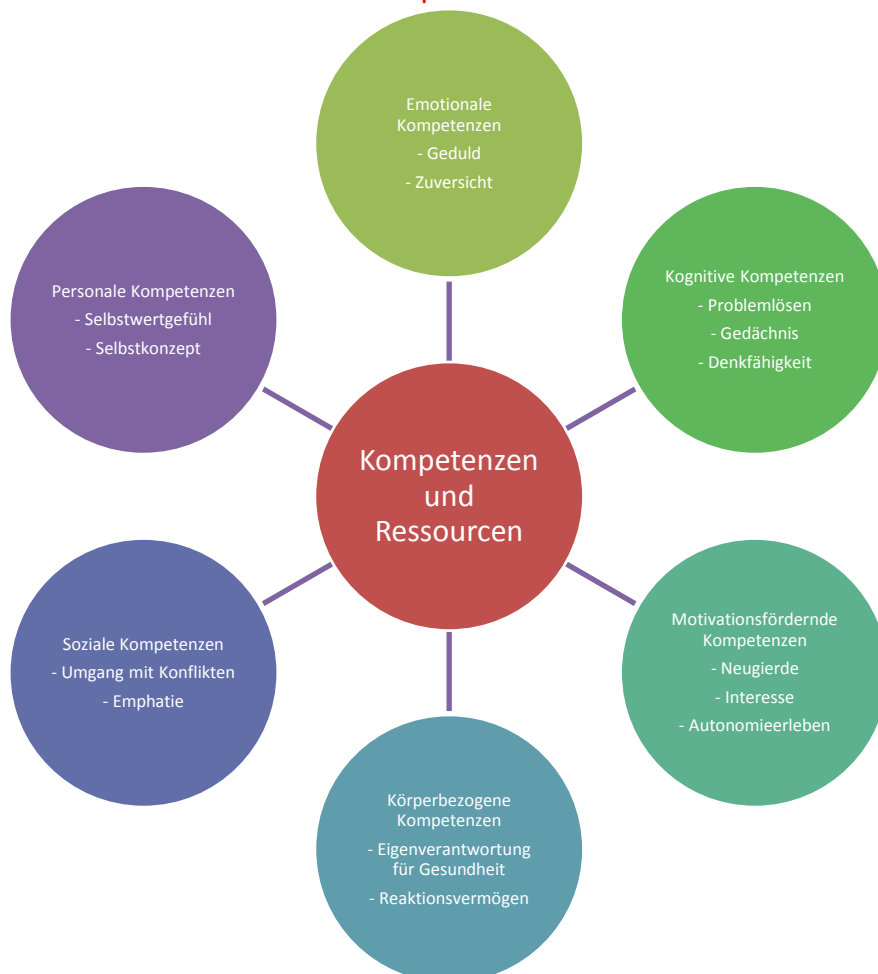 Emotionale
Kompetenzen
- Geduld
- Zuversicht
Kognitive Kompetenzen
- Problemlösen
- Gedächnis
- Denkfähigkeit
Motivationsfördernde
Kompetenzen
- Neugierde
- Interesse
- Autonomieerleben
Körperbezogene
Kompetenzen
- Eigenverantwortung
für Gesundheit
- Reaktionsvermögen
Soziale Kompetenzen
- Umgang mit Konflikten
- Emphatie
Personale Kompetenzen
- Selbstwertgefühl
- Selbstkonzept
Kompetenzen
und
Ressourcen